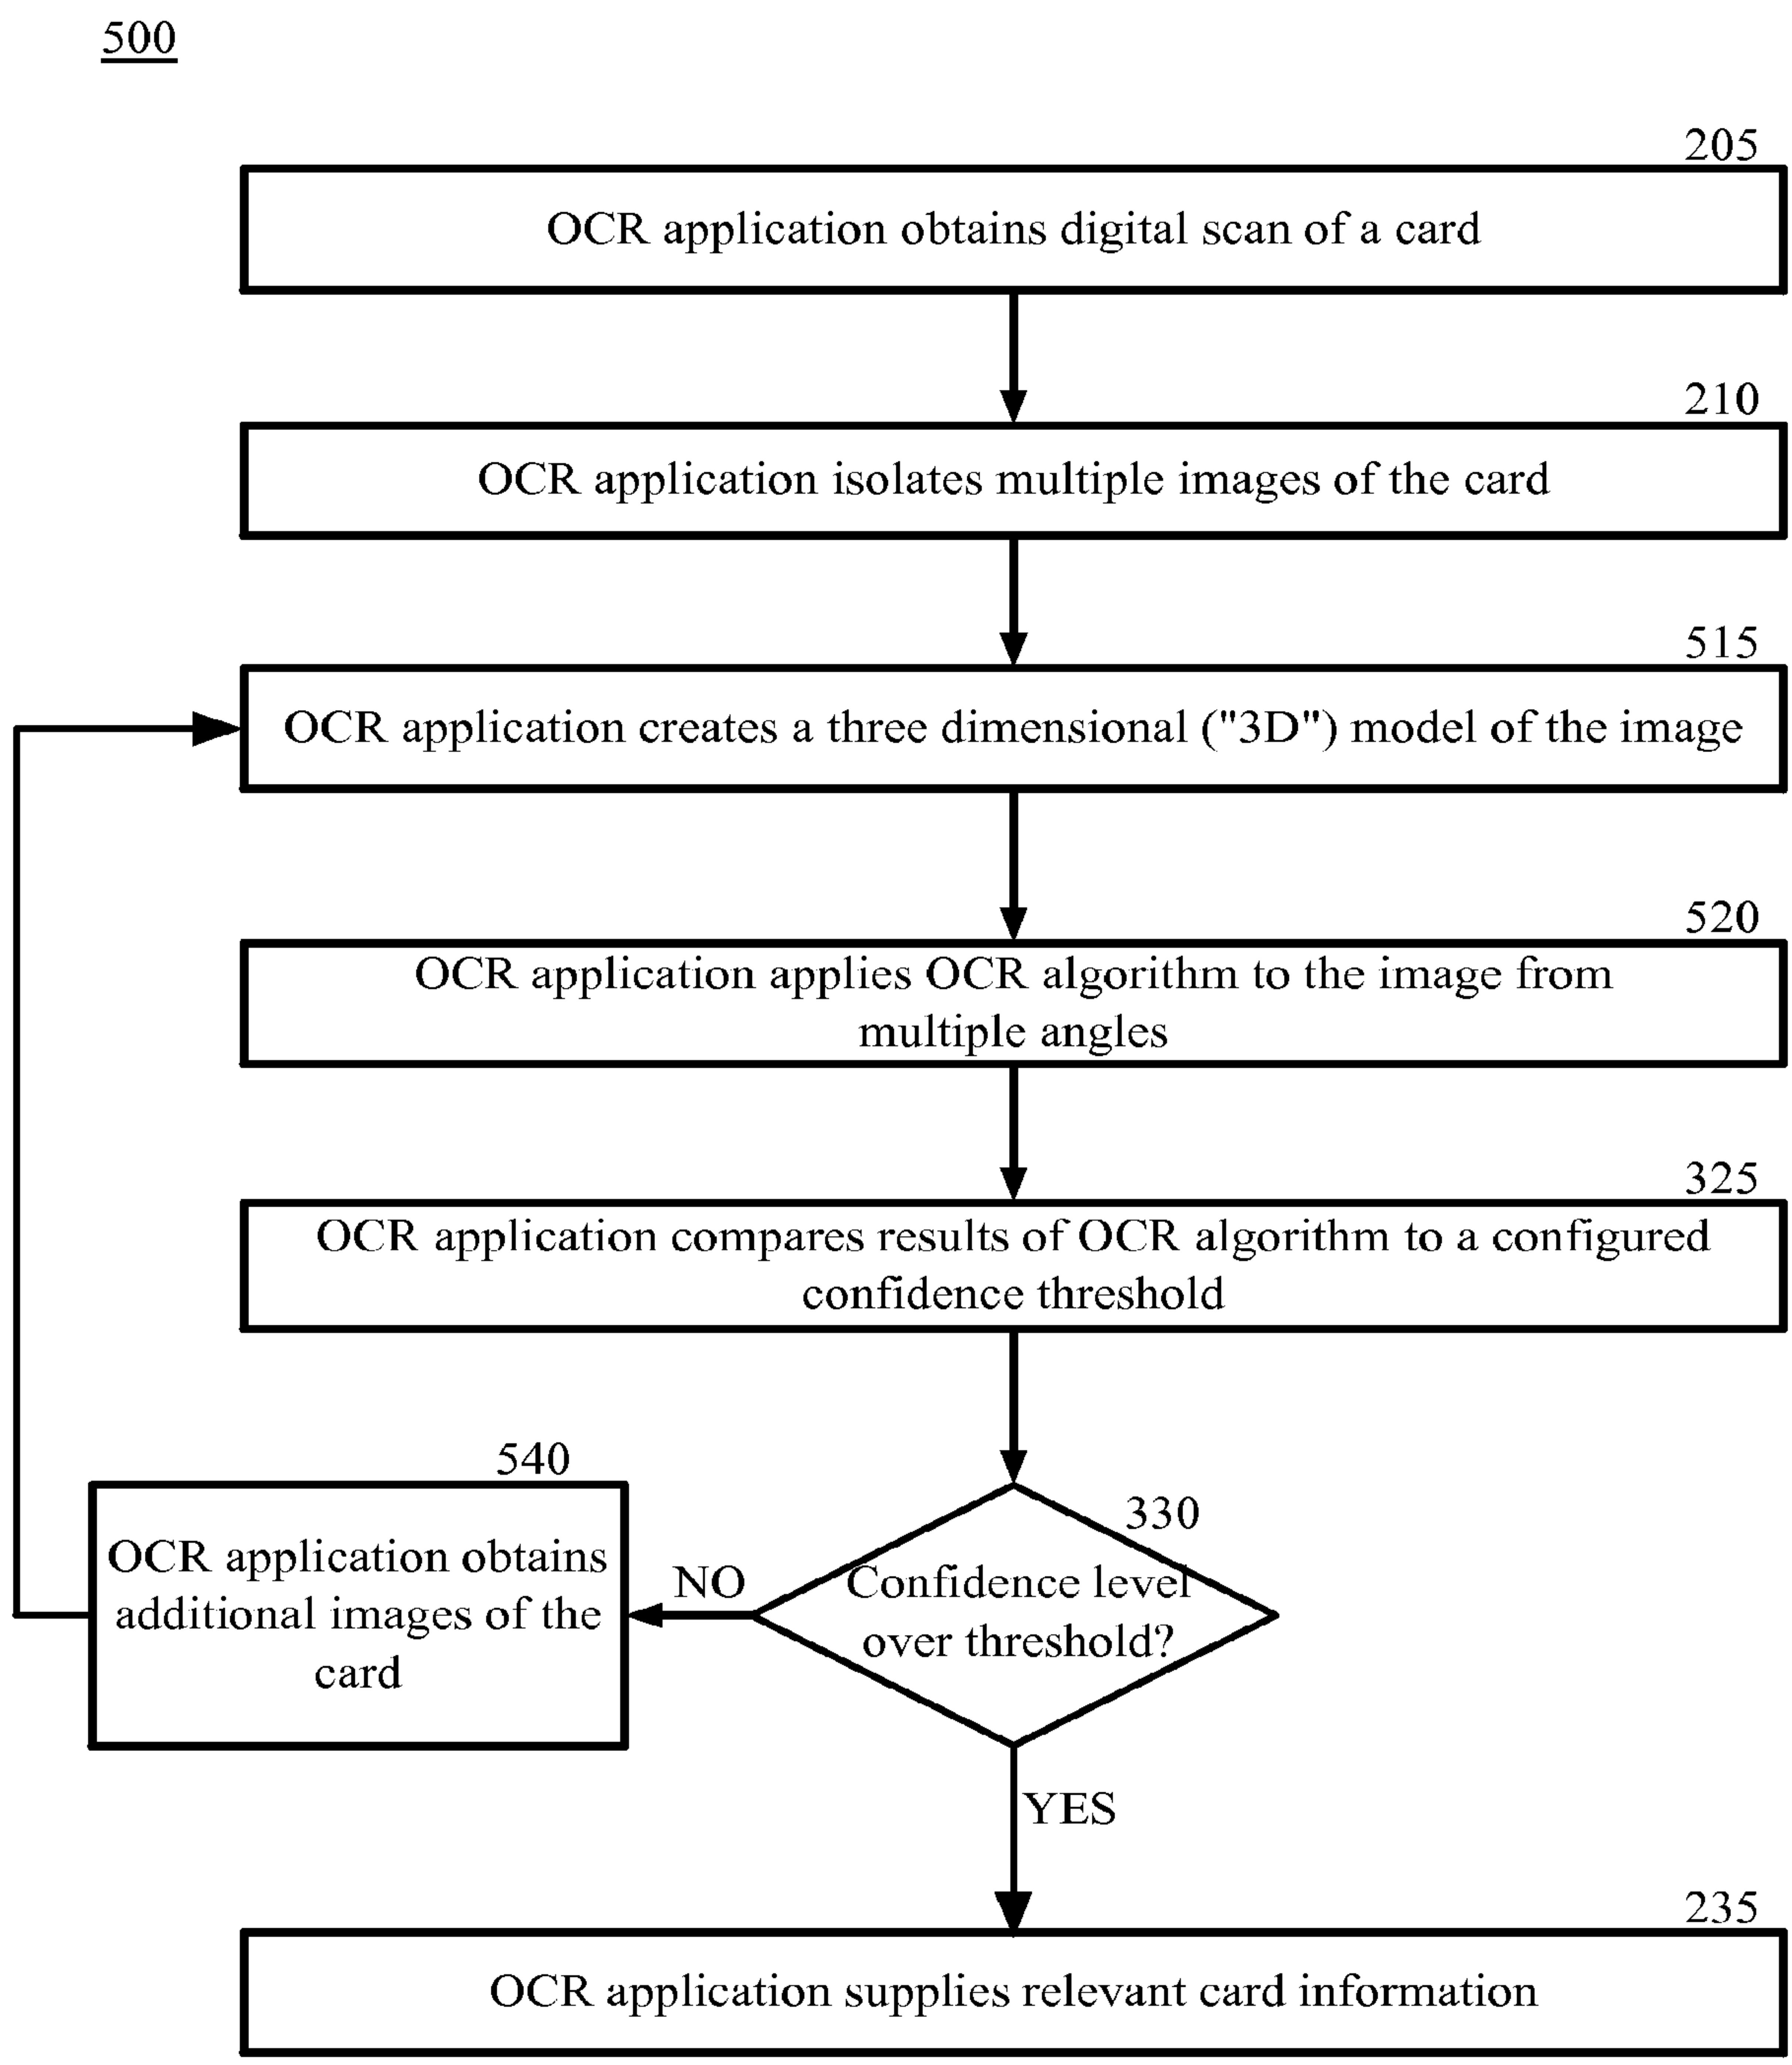 500
205
OCR application obtains digital scan of a card
210
OCR application isolates multiple images of the card
515
OCR application creates a three dimensional ("3D") model of the image
520
OCR application applies OCR algorithm to the image from
multiple angles
325
OCR application compares results of OCR algorithm to a configured
confidence threshold
540
OCR application obtains
additional images of the
card
330
NO
Confidence level
over threshold?
YES
235
OCR application supplies relevant card information